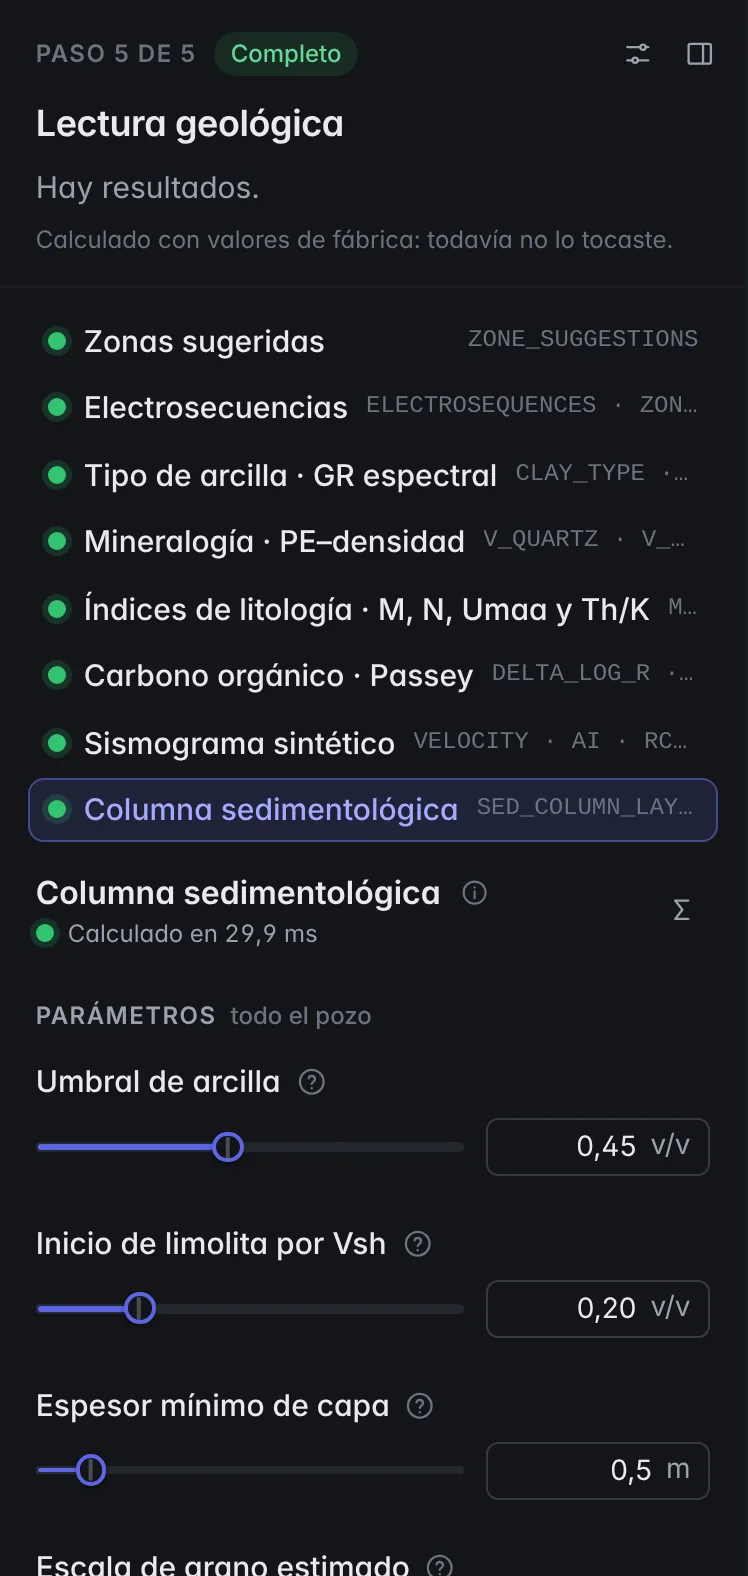 PASO 5 DE 5 Completo
Lectura geológica
Hay resultados.
Calculado con valores de fábrica: todavía no lo tocaste.
Zonas sugeridas ZONE_SUGGESTIONS
Electrosecuencias ELECTROSEQUENCES · ZON…
Tipo de arcilla · GR espectral CLAY_TYPE ·…
Mineralogía · PE–densidad V_QUARTZ · V_…
Índices de litología · M, N, Umaa y Th/K M…
Carbono orgánico · Passey DELTA_LOG_R ·…
Sismograma sintético VELOCITY · AI · RC…
Columna sedimentológica SED_COLUMN_LAY…
Columna sedimentológica
Σ
Calculado en 29,9 ms
PARÁMETROS todo el pozo
Umbral de arcilla ?
0,45 v/v
Inicio de limolita por Vsh ?
0,20 v/v
Espesor mínimo de capa ?
0,5 m
Escala de grano estimado ?